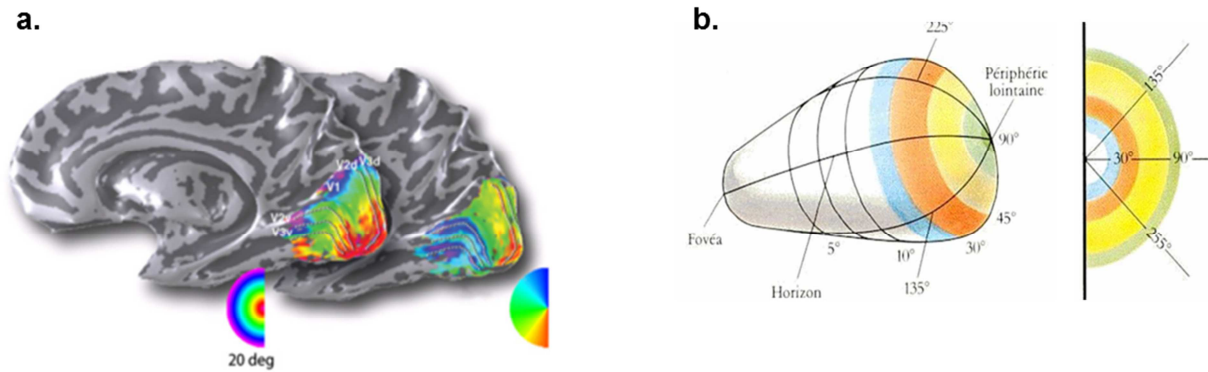 a.
V2d
V3d
V1
V2v
V3v
20 deg
b.
225°
Périphérie
lointaine
90°
45°
30°
10°
5°
135°
Fovéa
Horizon
135°
30°
90°
255°